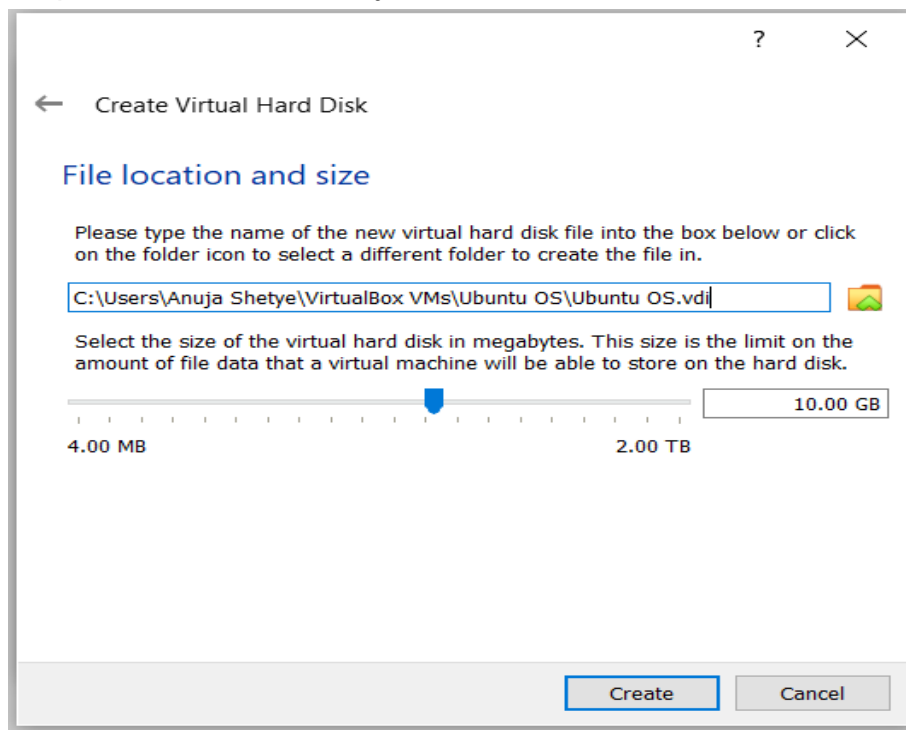 ?
Create Virtual Hard Disk
File location and size
Please type the name of the new virtual hard disk file into the box below or click
on the folder icon to select a different folder to create the file in.
C:\Users\Anuja Shetye\VirtualBox VMs\Ubuntu OS\Ubuntu OS.vdi
Select the size of the virtual hard disk in megabytes. This size is the limit on the
amount of file data that a virtual machine will be able to store on the hard disk.
10.00 GB
4.00 MB 2.00 TB
Create Cancel